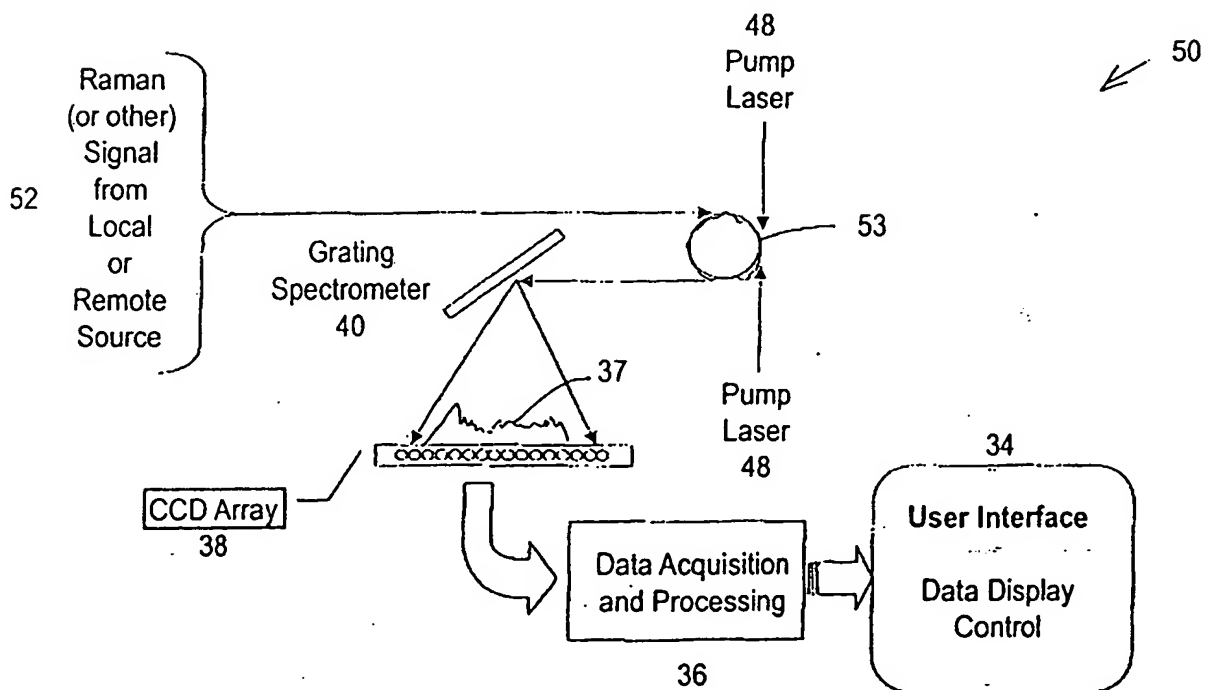 48
Pump
Laser
50
Raman
(or other)
Signal
from
Local
or
Remote
Source
52
53
Grating
Spectrometer
40
37
Pump
Laser
48
CCD Array
38
34
User Interface
Data Display
Control
Data Acquisition
and Processing
36